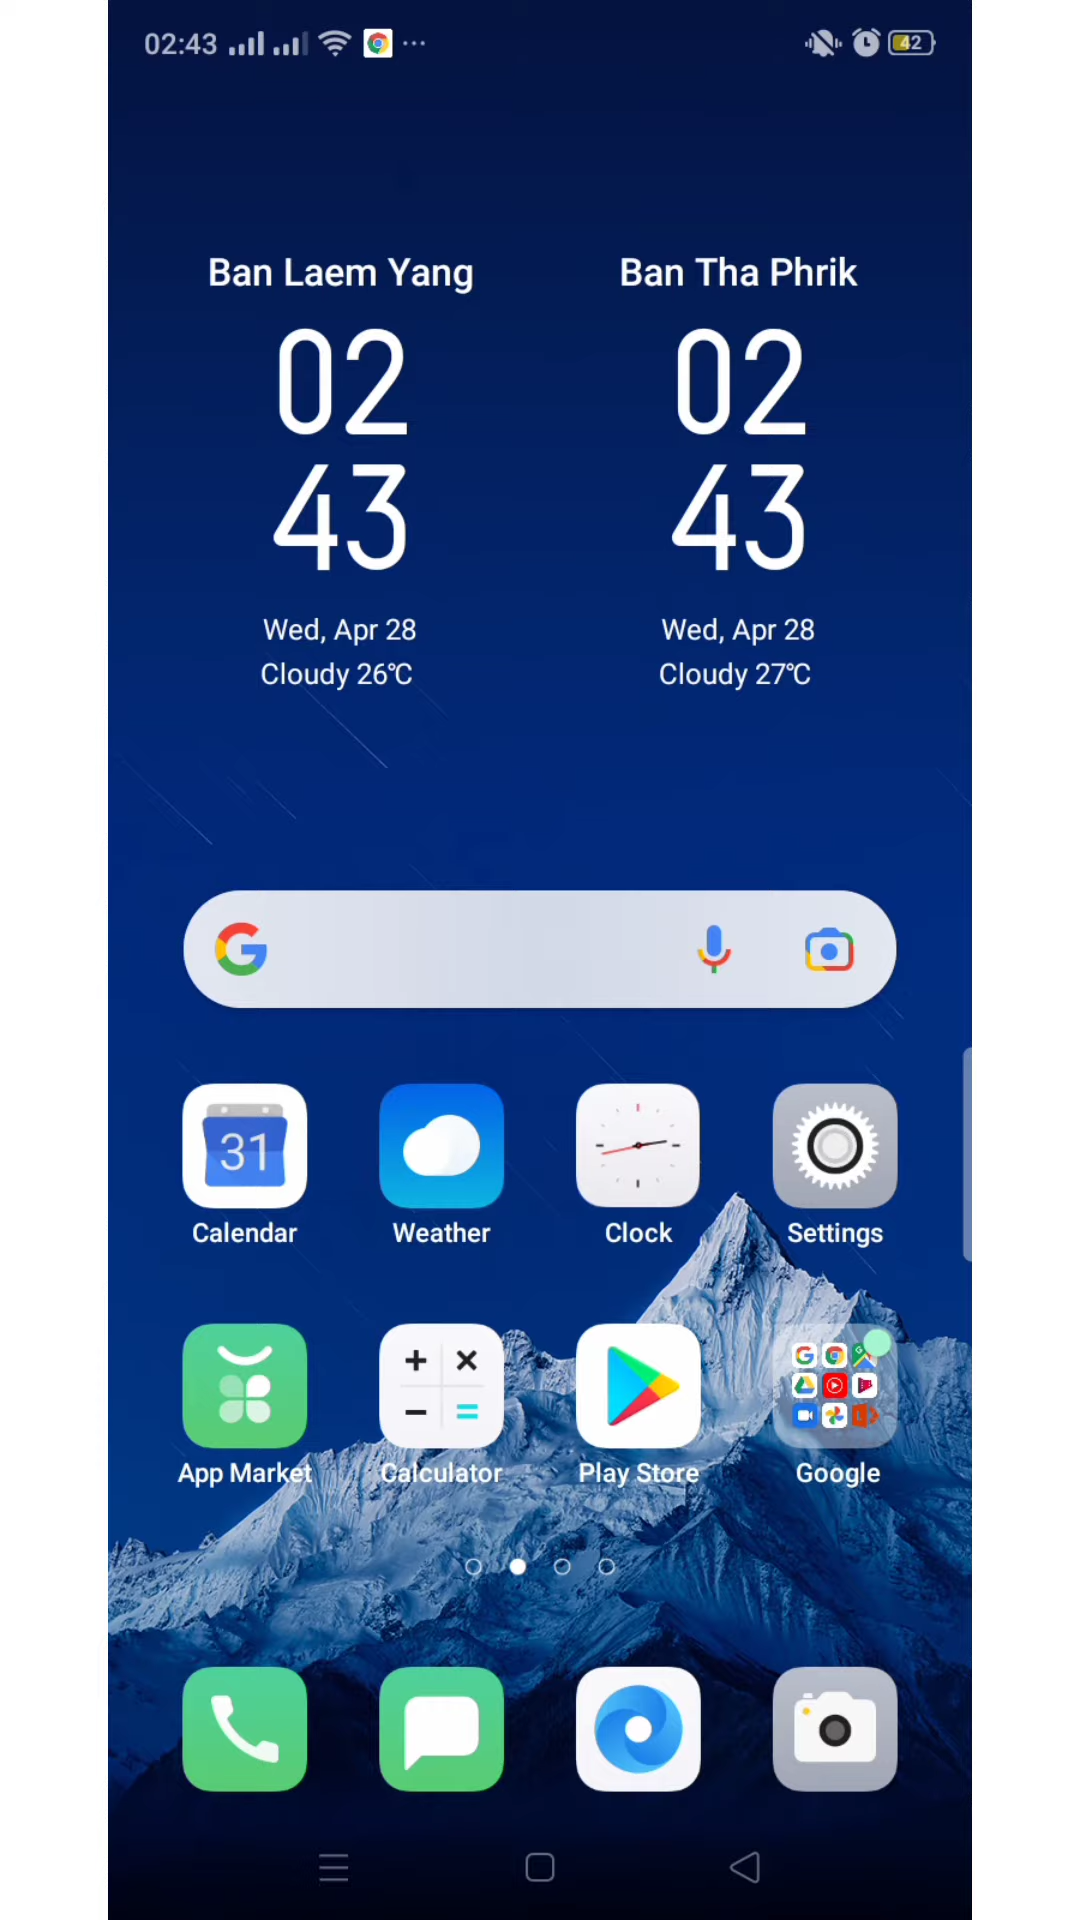 02:43 42
Ban Laem Yang
02
43
Wed, Apr 28
Cloudy 26℃
Ban Tha Phrik
02
43
Wed, Apr 28
Cloudy 27℃
31
Calendar
Weather
Clock
Settings
App Market
Calculator
Play Store
Google